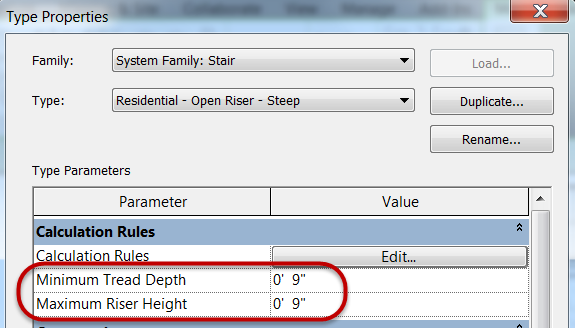 Type Properties
Family:
System Family: Stair
Load...
Type:
Residential - Open Riser - Steep
Duplicate...
Rename...
Type Parameters
Parameter Value
Calculation Rules
Calculation Rules Edit...
Minimum Tread Depth 0' 9"
Maximum Riser Height 0' 9"